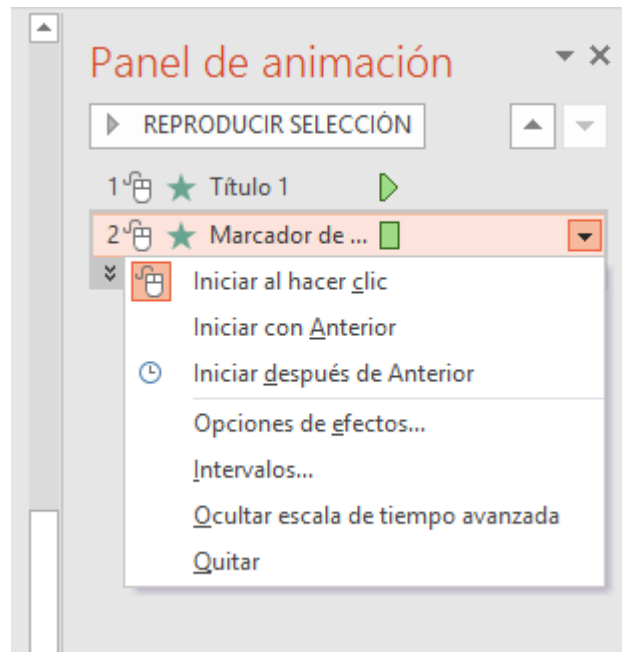 Panel de animación
REPRODUCIR SELECCIÓN
1 Título 1
2 Marcador de ...
Iniciar al hacer clic
Iniciar con Anterior
Iniciar después de Anterior
Opciones de efectos...
Intervalos...
Ocultar escala de tiempo avanzada
Quitar